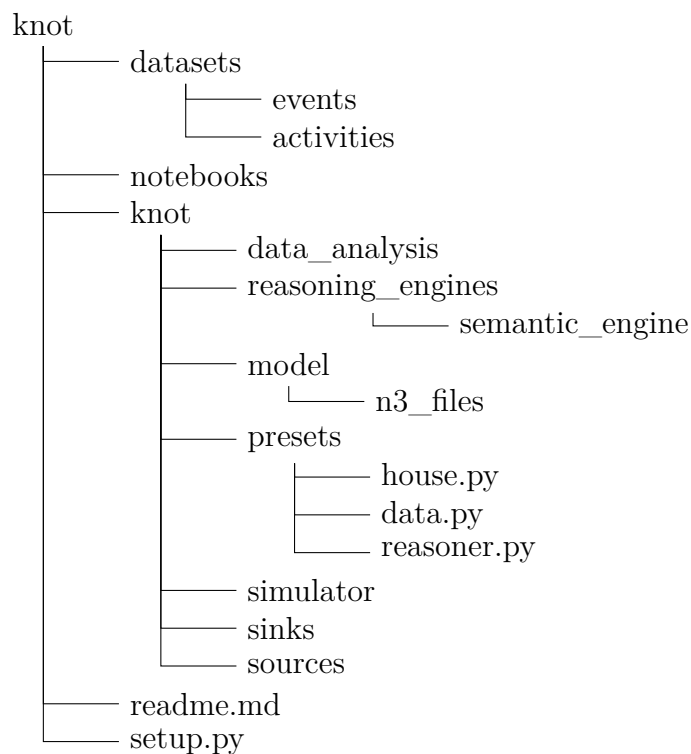 knot
datasets
events
activities
notebooks
knot
data_analysis
reasoning_engines
semantic_engine
model
n3_files
presets
house.py
data.py
reasoner.py
simulator
sinks
sources
readme.md
setup.py